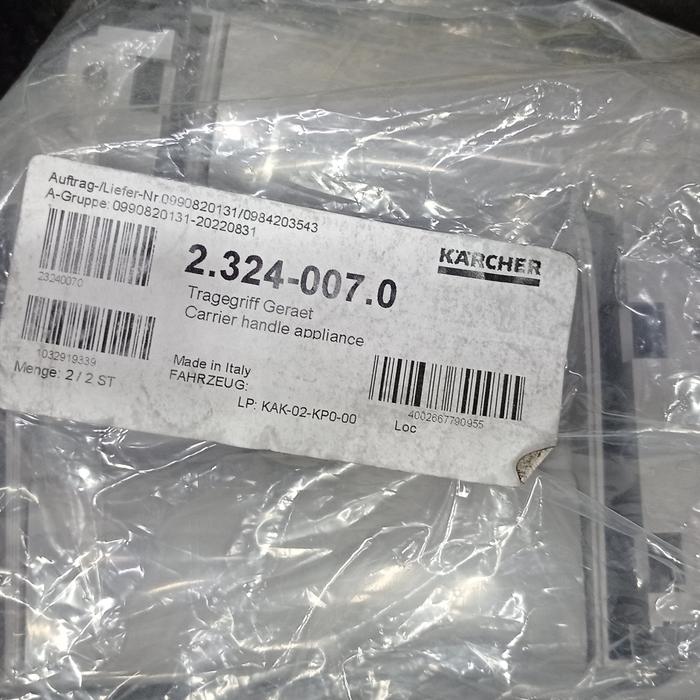 Auftrag-/Liefer-Nr 0990820131/0984203543
A-Gruppe: 0990820131-20220831
KÄRCHER
2.324-007.0
23240070
Tragegriff Geraet
Carrier handle appliance
1032919339
Menge: 2 / 2 ST
Made in Italy
FAHRZEUG:
4002667790955
LP: KAK-02-KP0-00
Loc